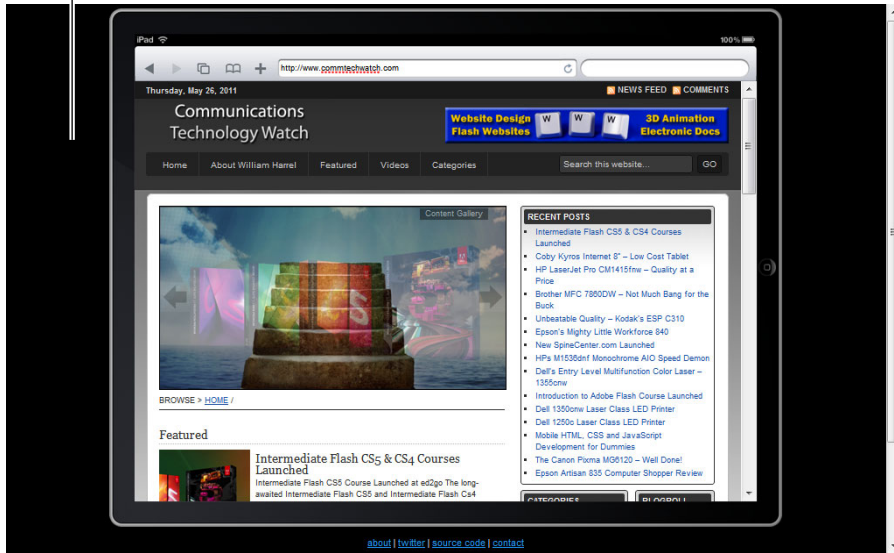 iPad
100%
http://www.commtechwatch.com
Thursday, May 26, 2011
NEWS FEED COMMENTS
Communications
Technology Watch
Website Design
Flash Websites
W W W
3D Animation
Electronic Docs
Home About William Harrel Featured Videos Categories
Search this website... GO
Content Gallery
BROWSE > HOME /
Featured
Intermediate Flash CS5 & CS4 Courses
Launched
Intermediate Flash CS5 Course Launched at ed2go The long-
awaited Intermediate Flash CS5 and Intermediate Flash Cs4
RECENT POSTS
Intermediate Flash CS5 & CS4 Courses
Launched
Coby Kyros Internet 8" – Low Cost Tablet
HP LaserJet Pro CM1415fnw – Quality at a
Price
Brother MFC 7860DW – Not Much Bang for the
Buck
Unbeatable Quality – Kodak's ESP C310
Epson's Mighty Little Workforce 840
New SpineCenter.com Launched
HPs M1536dnf Monochrome AIO Speed Demon
Dell's Entry Level Multifunction Color Laser –
1355cnw
Introduction to Adobe Flash Course Launched
Dell 1350cnw Laser Class LED Printer
Dell 1250c Laser Class LED Printer
Mobile HTML, CSS and JavaScript
Development for Dummies
The Canon Pixma MG6120 – Well Done!
Epson Artisan 835 Computer Shopper Review
CATEGORIES
BLOGROLL
about | twitter | source code | contact